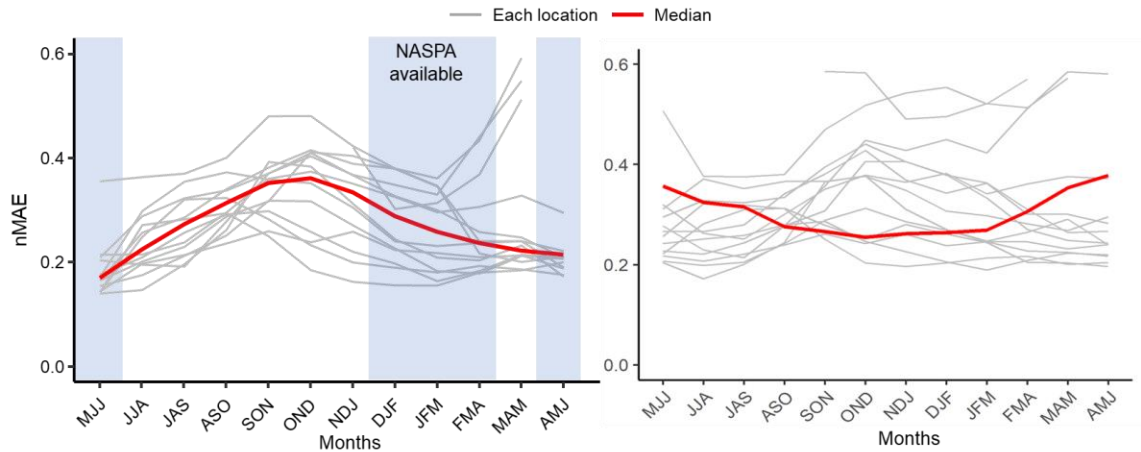 Each location Median
NASPA
available
nMAE
0.6
0.4
0.2
0.0
MJJ JJA JAS ASO SON OND NDJ DJF JFM FMA MAM AMJ
Months
0.6
0.4
0.2
0.0
MJJ JJA JAS ASO SON OND NDJ DJF JFM FMA MAM AMJ
Months